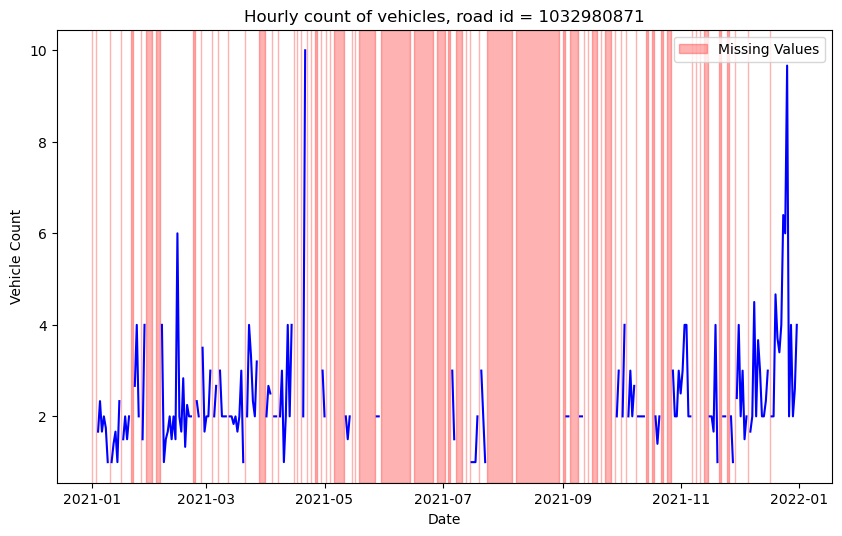 Hourly count of vehicles, road id = 1032980871
Missing Values
10
8
6
4
2
Vehicle Count
2021-01 2021-03 2021-05 2021-07 2021-09 2021-11 2022-01
Date